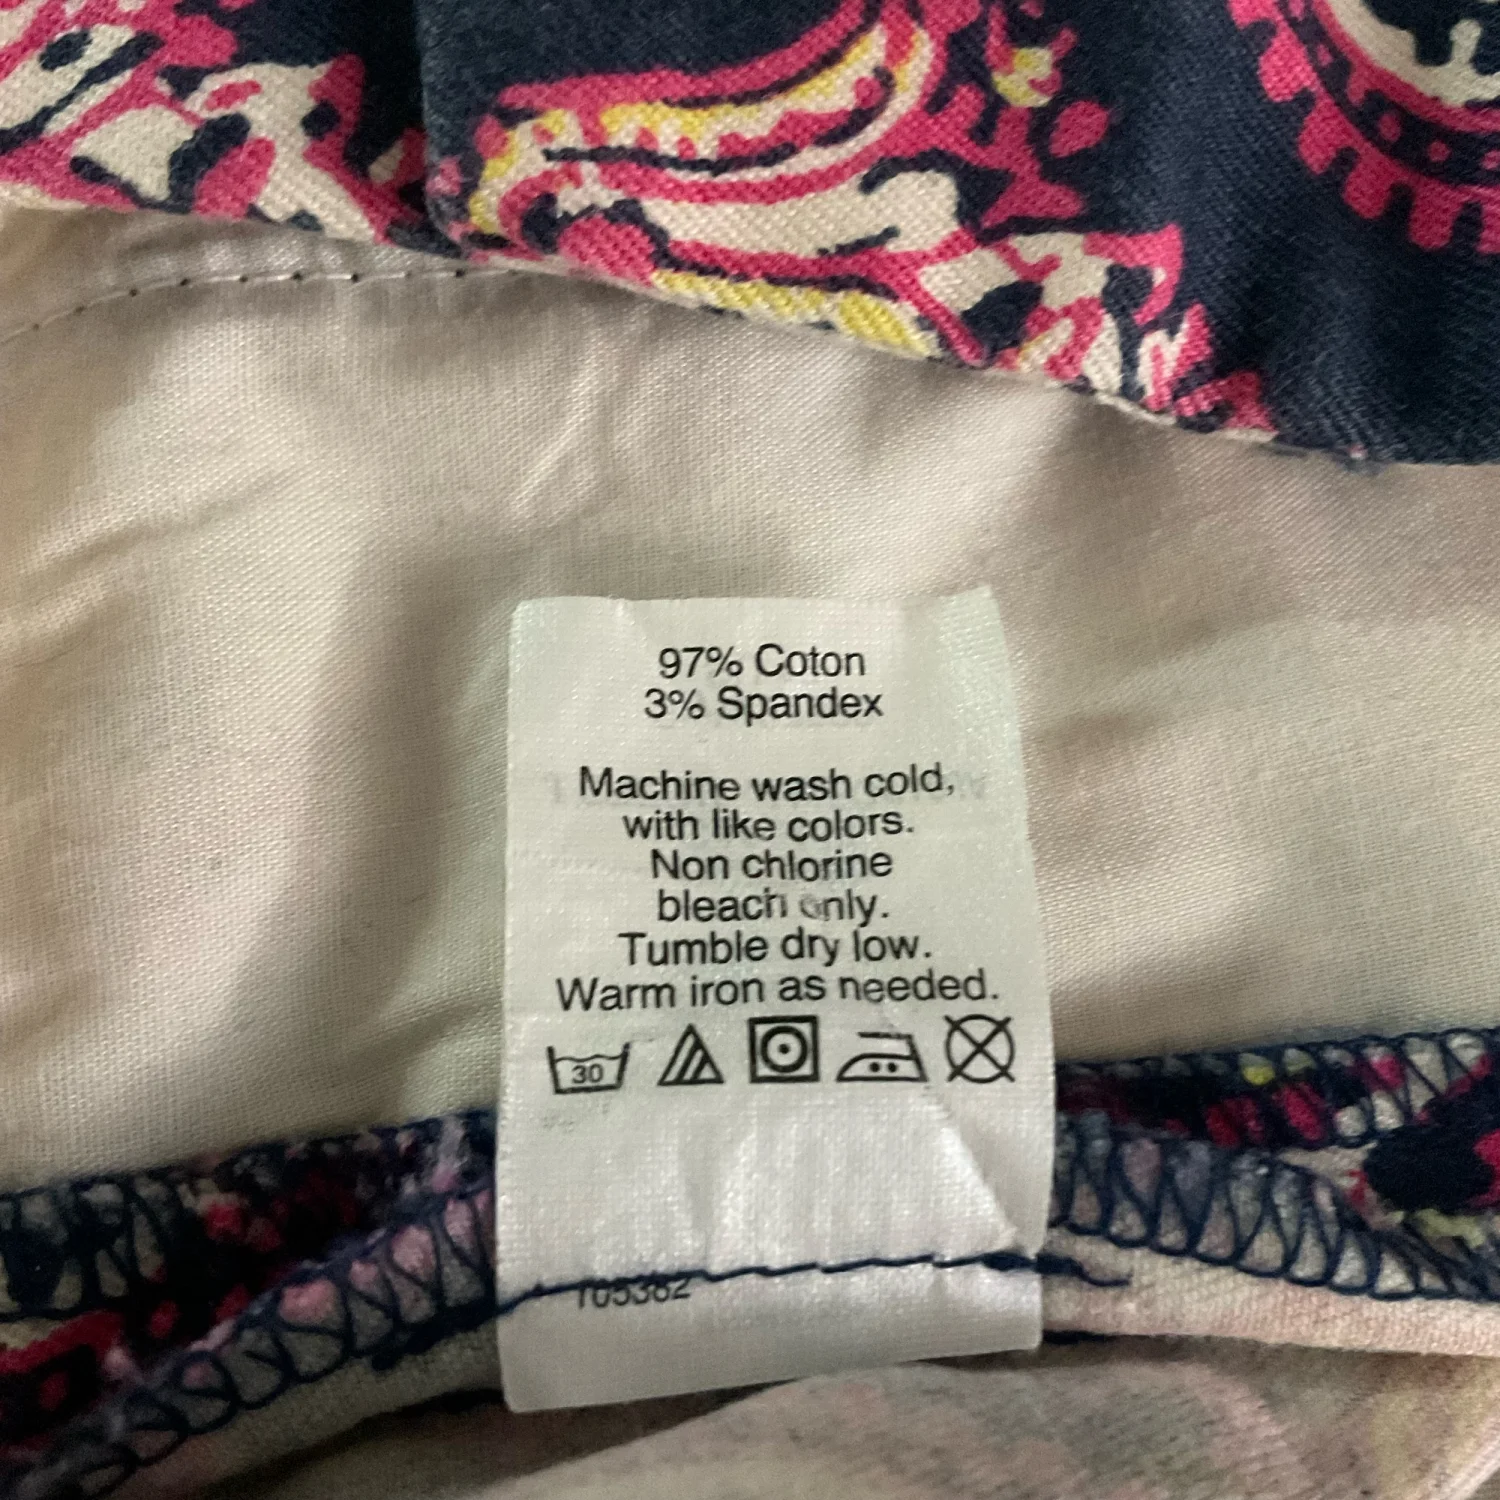 97% Coton
3% Spandex
Machine wash cold,
with like colors.
Non chlorine
bleach only.
Tumble dry low.
Warm iron as needed.
30